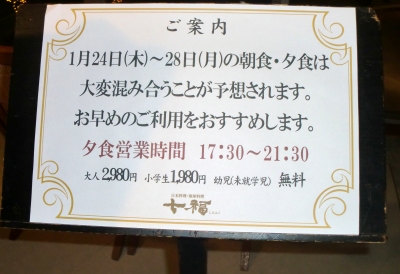 ご案内
1月24日(木)~28日(月)の朝食・夕食は
大変混み合うことが予想されます。
お早めのご利用をおすすめします。
夕食営業時間 17:30~21:30
大人2,980円 小学生1,980円 幼児(未就学児) 無料
七福